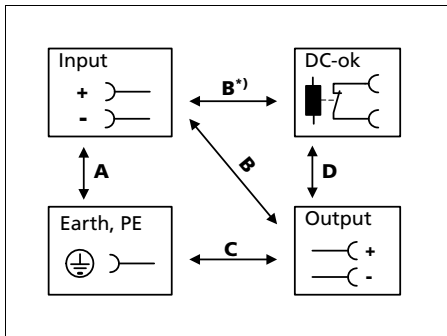 Input
+
-
DC-ok
B*)
A
B
D
Earth, PE
C
Output
+
-